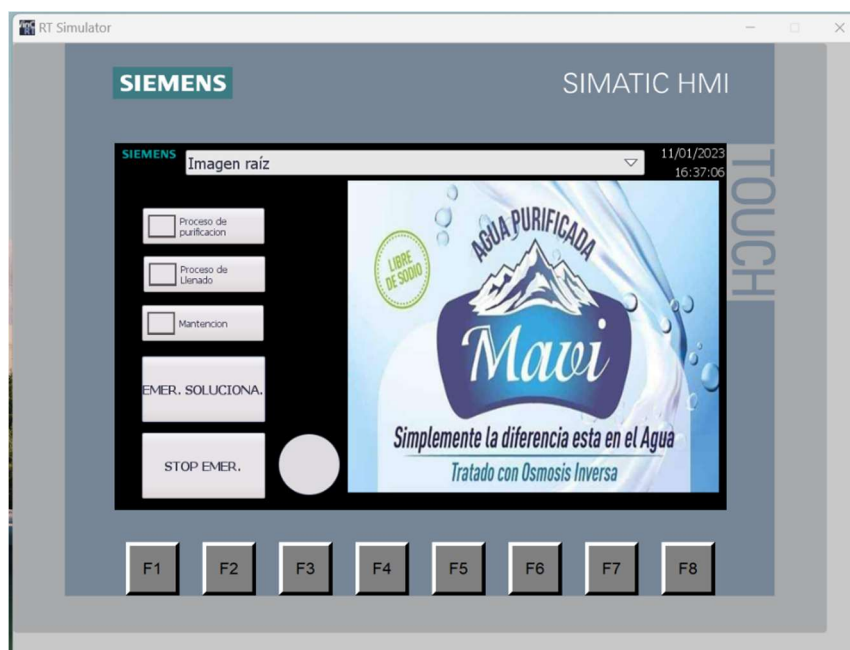 RT Simulator
SIEMENS
SIMATIC HMI
TOUCH
SIEMENS
Imagen raíz
11/01/2023
16:37:06
Proceso de
purificacion
Proceso de
Llenado
Mantencion
EMER. SOLUCIONA.
STOP EMER.
AGUA PURIFICADA
LIBRE
DE SODIO
Mavi
Simplemente la diferencia esta en el Agua
Tratado con Osmosis Inversa
F1
F2
F3
F4
F5
F6
F7
F8